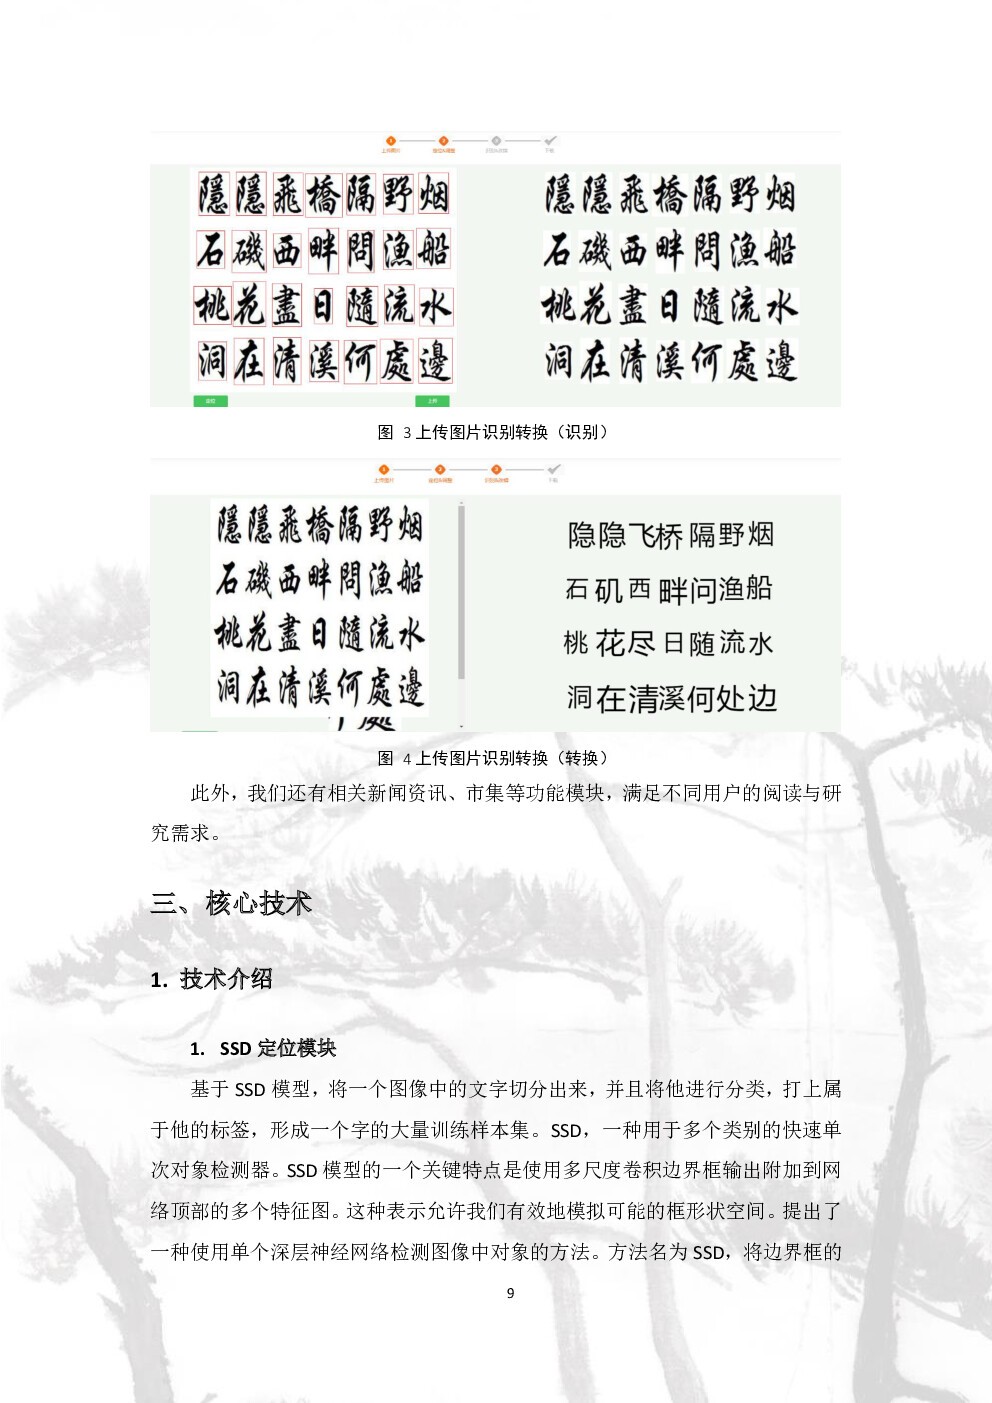 上传图片
隱隱飛橋隔野烟 隱隱飛橋隔野烟
石磯西畔問漁船 石磯西畔問漁船
桃花盡日隨流水 桃花盡日隨流水
洞在清溪何處邊 洞在清溪何處邊
定位 上传
图 3 上传图片识别转换（识别）
上传图片
隱隱飛橋隔野烟 隐隐飞桥隔野烟
石磯西畔問漁船 石矶西畔问渔船
桃花盡日隨流水 桃花尽日随流水
洞在清溪何處邊 洞在清溪何处边
图 4 上传图片识别转换（转换）
此外，我们还有相关新闻资讯、市集等功能模块，满足不同用户的阅读与研
究需求。
三、核心技术
1. 技术介绍
1. SSD 定位模块
基于 SSD 模型，将一个图像中的文字切分出来，并且将他进行分类，打上属
于他的标签，形成一个字的大量训练样本集。SSD，一种用于多个类别的快速单
次对象检测器。SSD 模型的一个关键特点是使用多尺度卷积边界框输出附加到网
络顶部的多个特征图。这种表示允许我们有效地模拟可能的框形状空间。提出了
一种使用单个深层神经网络检测图像中对象的方法。方法名为 SSD，将边界框的
9